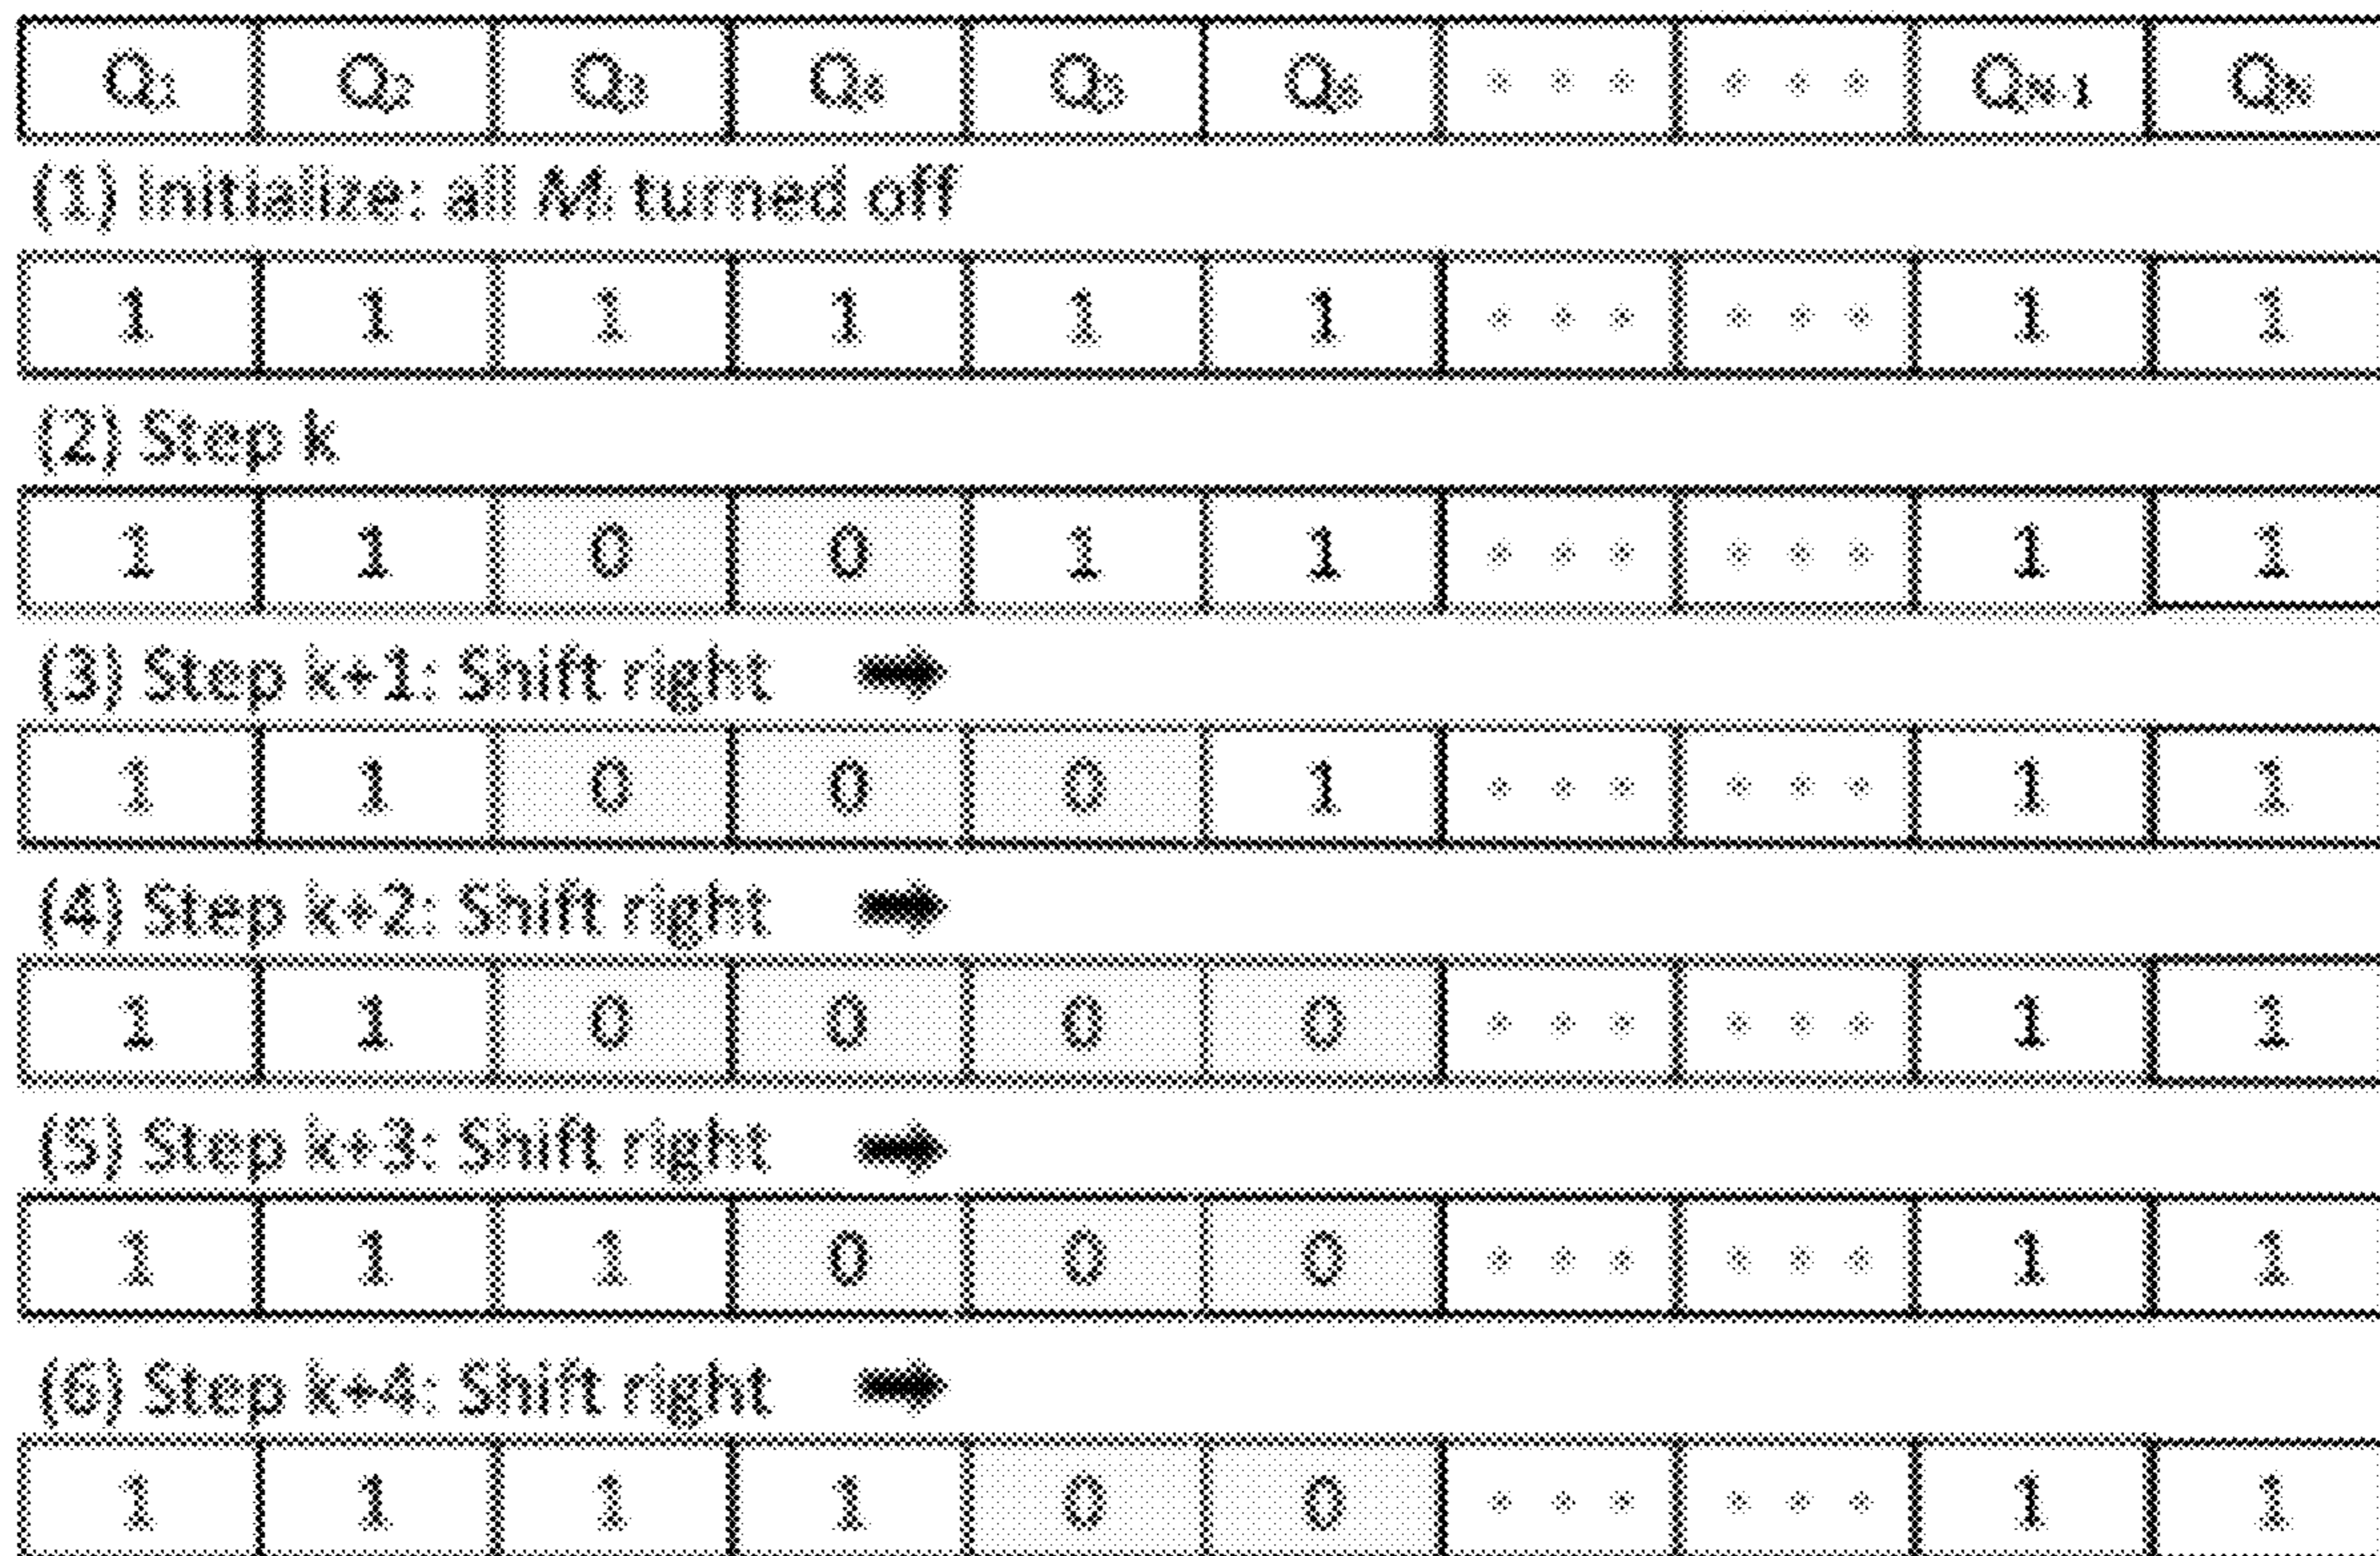 Q1 Q2 Q3 Q4 Q5 Q6 • • • • • • QN-1 QN
(1) Initialize: all Mi turned off
1 1 1 1 1 1 • • • • • • 1 1
(2) Step k
1 1 0 0 1 1 • • • • • • 1 1
(3) Step k+1: Shift right
1 1 0 0 0 1 • • • • • • 1 1
(4) Step k+2: Shift right
1 1 0 0 0 0 • • • • • • 1 1
(5) Step k+3: Shift right
1 1 1 0 0 0 • • • • • • 1 1
(6) Step k+4: Shift right
1 1 1 1 0 0 • • • • • • 1 1